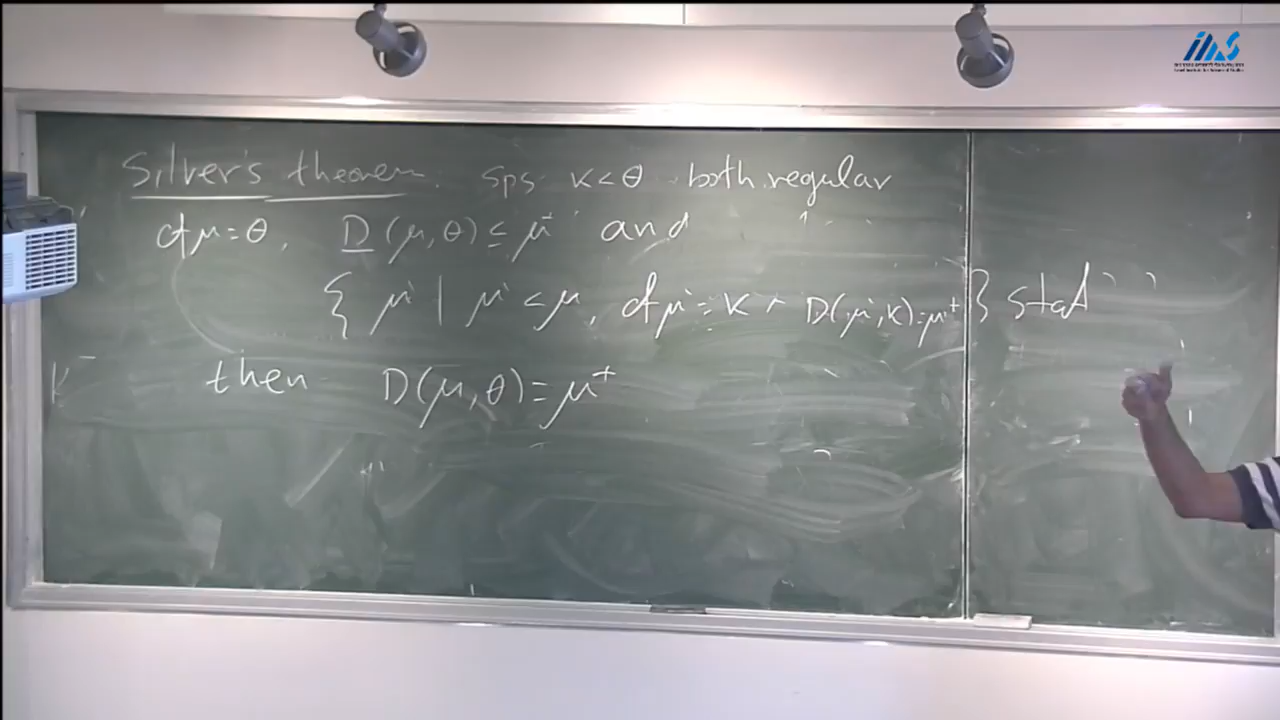 Silver's theorem. sps. κ<θ both regular
cf μ = θ, D(μ,θ) ≤ μ⁺ and
{ μ' | μ' < μ, cf μ' = κ ∧ D(μ',κ) = μ'⁺ } stat
then D(μ,θ) = μ⁺